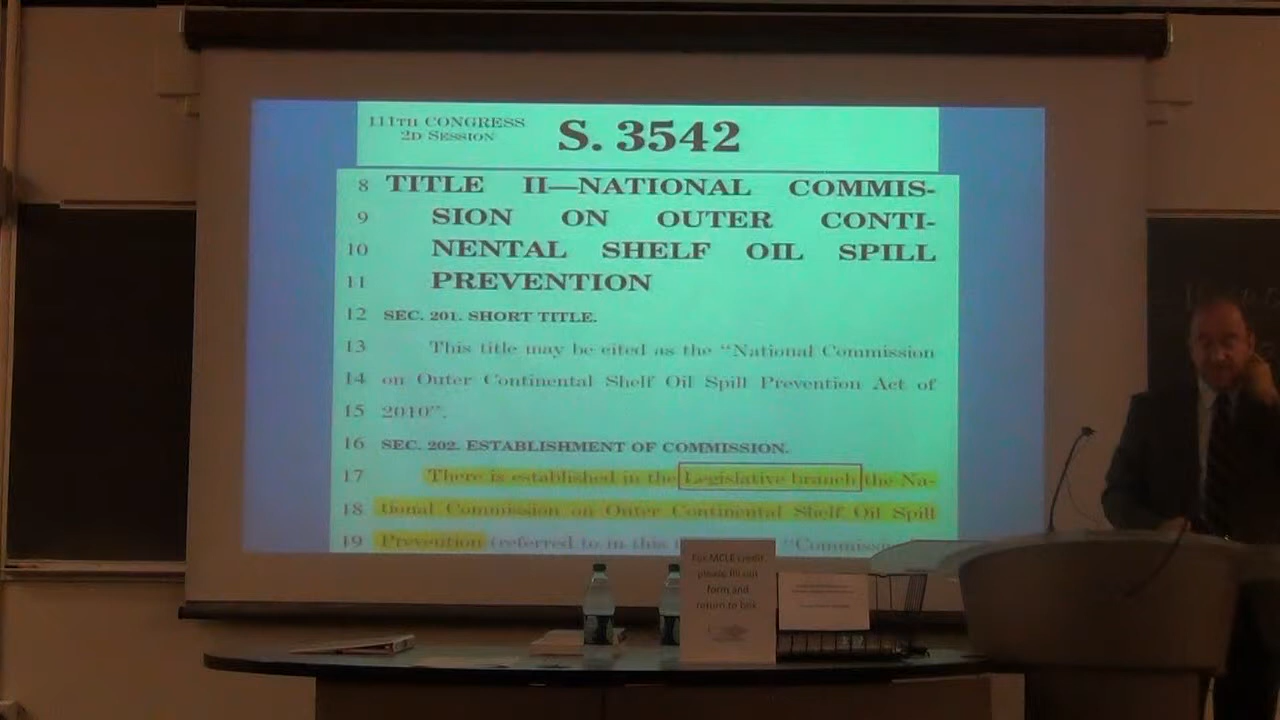 111TH CONGRESS
2D SESSION
S. 3542
8 TITLE II—NATIONAL COMMIS-
9 SION ON OUTER CONTI-
10 NENTAL SHELF OIL SPILL
11 PREVENTION
12 SEC. 201. SHORT TITLE.
13 This title may be cited as the “National Commission
14 on Outer Continental Shelf Oil Spill Prevention Act of
15 2010”.
16 SEC. 202. ESTABLISHMENT OF COMMISSION.
17 There is established in the Legislative branch the Na-
18 tional Commission on Outer Continental Shelf Oil Spill
19 Prevention (referred to in this
For MCLE credit,
please fill out
form and
return to box